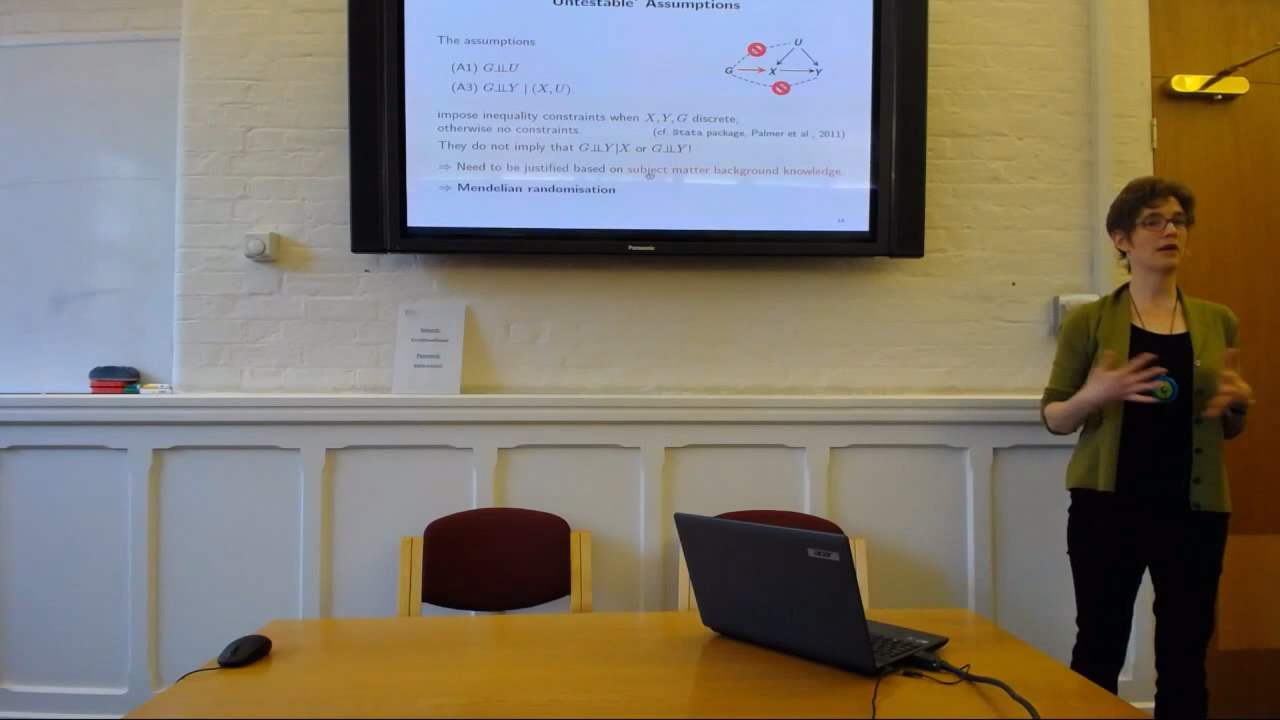 'Untestable' Assumptions
The assumptions
(A1) G⊥⊥U
(A3) G⊥⊥Y | (X, U)
impose inequality constraints when X, Y, G discrete;
otherwise no constraints. (cf. Stata package, Palmer et al., 2011)
They do not imply that G⊥⊥Y|X or G⊥⊥Y!
⇒ Need to be justified based on subject matter background knowledge.
⇒ Mendelian randomisation
U
G X Y
Panasonic
acer